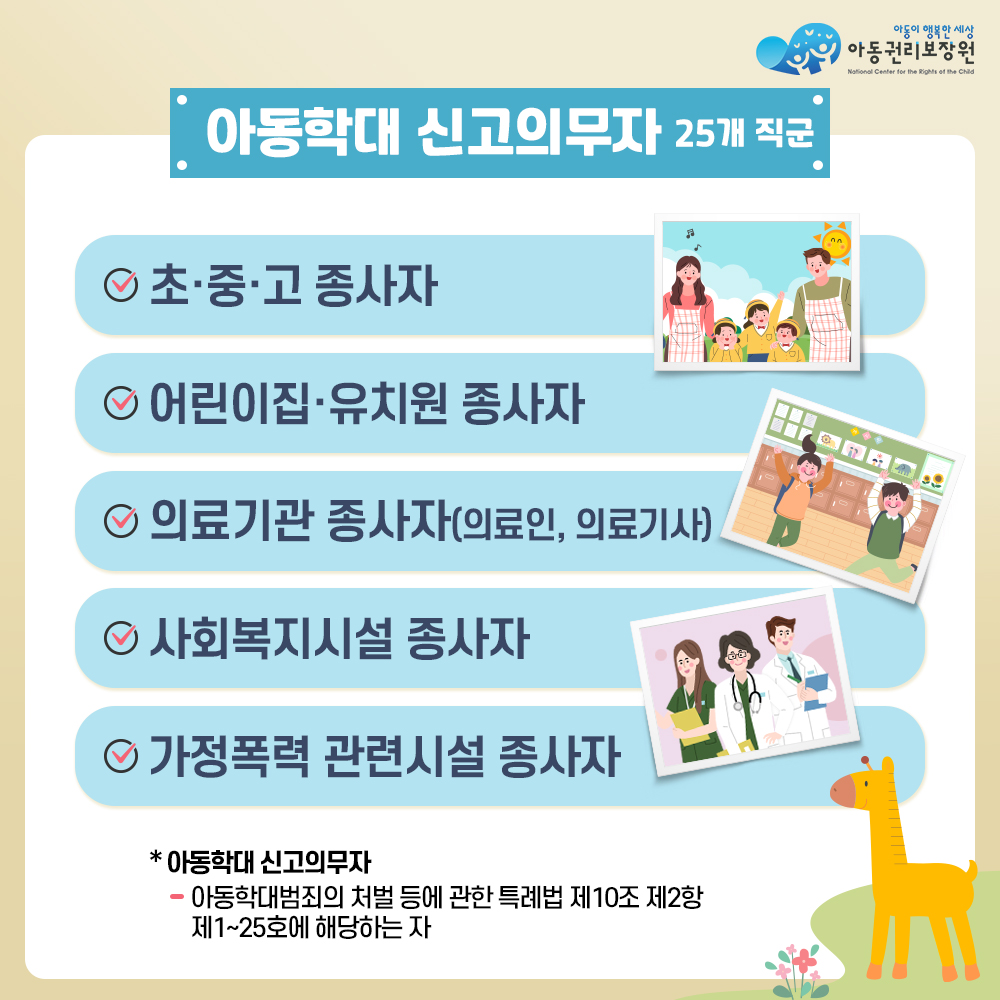 아동이 행복한 세상
아동권리보장원
National Center for the Rights of the Child
아동학대 신고의무자 25개 직군
초·중·고 종사자
어린이집·유치원 종사자
의료기관 종사자(의료인, 의료기사)
사회복지시설 종사자
가정폭력 관련시설 종사자
* 아동학대 신고의무자
- 아동학대범죄의 처벌 등에 관한 특례법 제10조 제2항
제1~25호에 해당하는 자